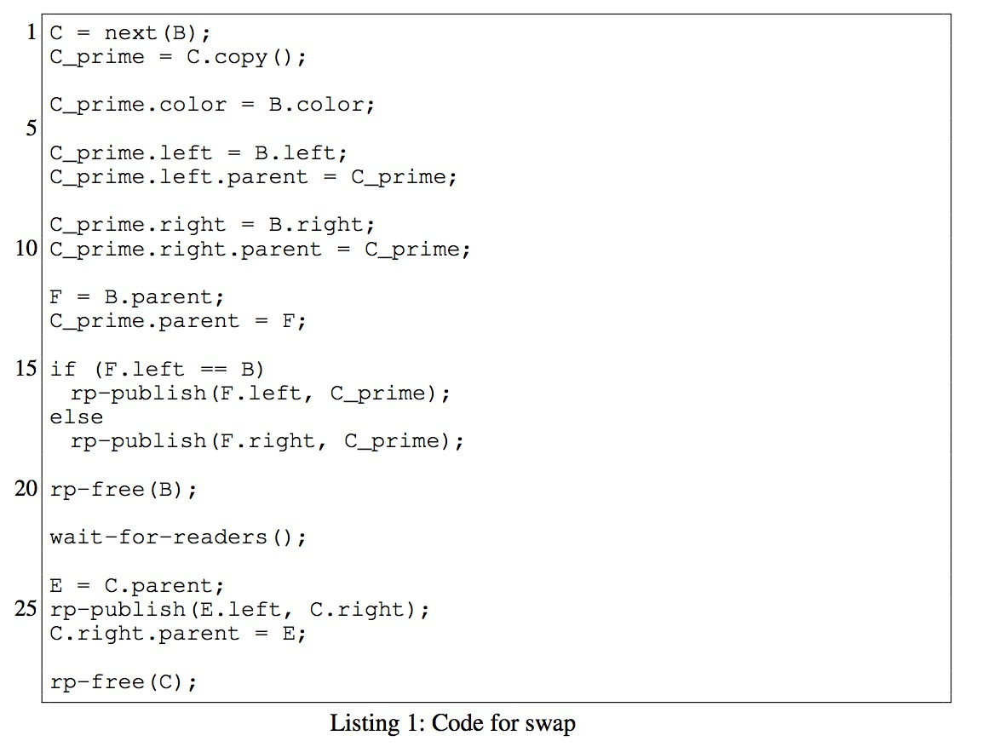 1 C = next(B);
C_prime = C.copy();
C_prime.color = B.color;
5
C_prime.left = B.left;
C_prime.left.parent = C_prime;
C_prime.right = B.right;
10 C_prime.right.parent = C_prime;
F = B.parent;
C_prime.parent = F;
15 if (F.left == B)
rp-publish(F.left, C_prime);
else
rp-publish(F.right, C_prime);
20 rp-free(B);
wait-for-readers();
E = C.parent;
25 rp-publish(E.left, C.right);
C.right.parent = E;
rp-free(C);
Listing 1: Code for swap